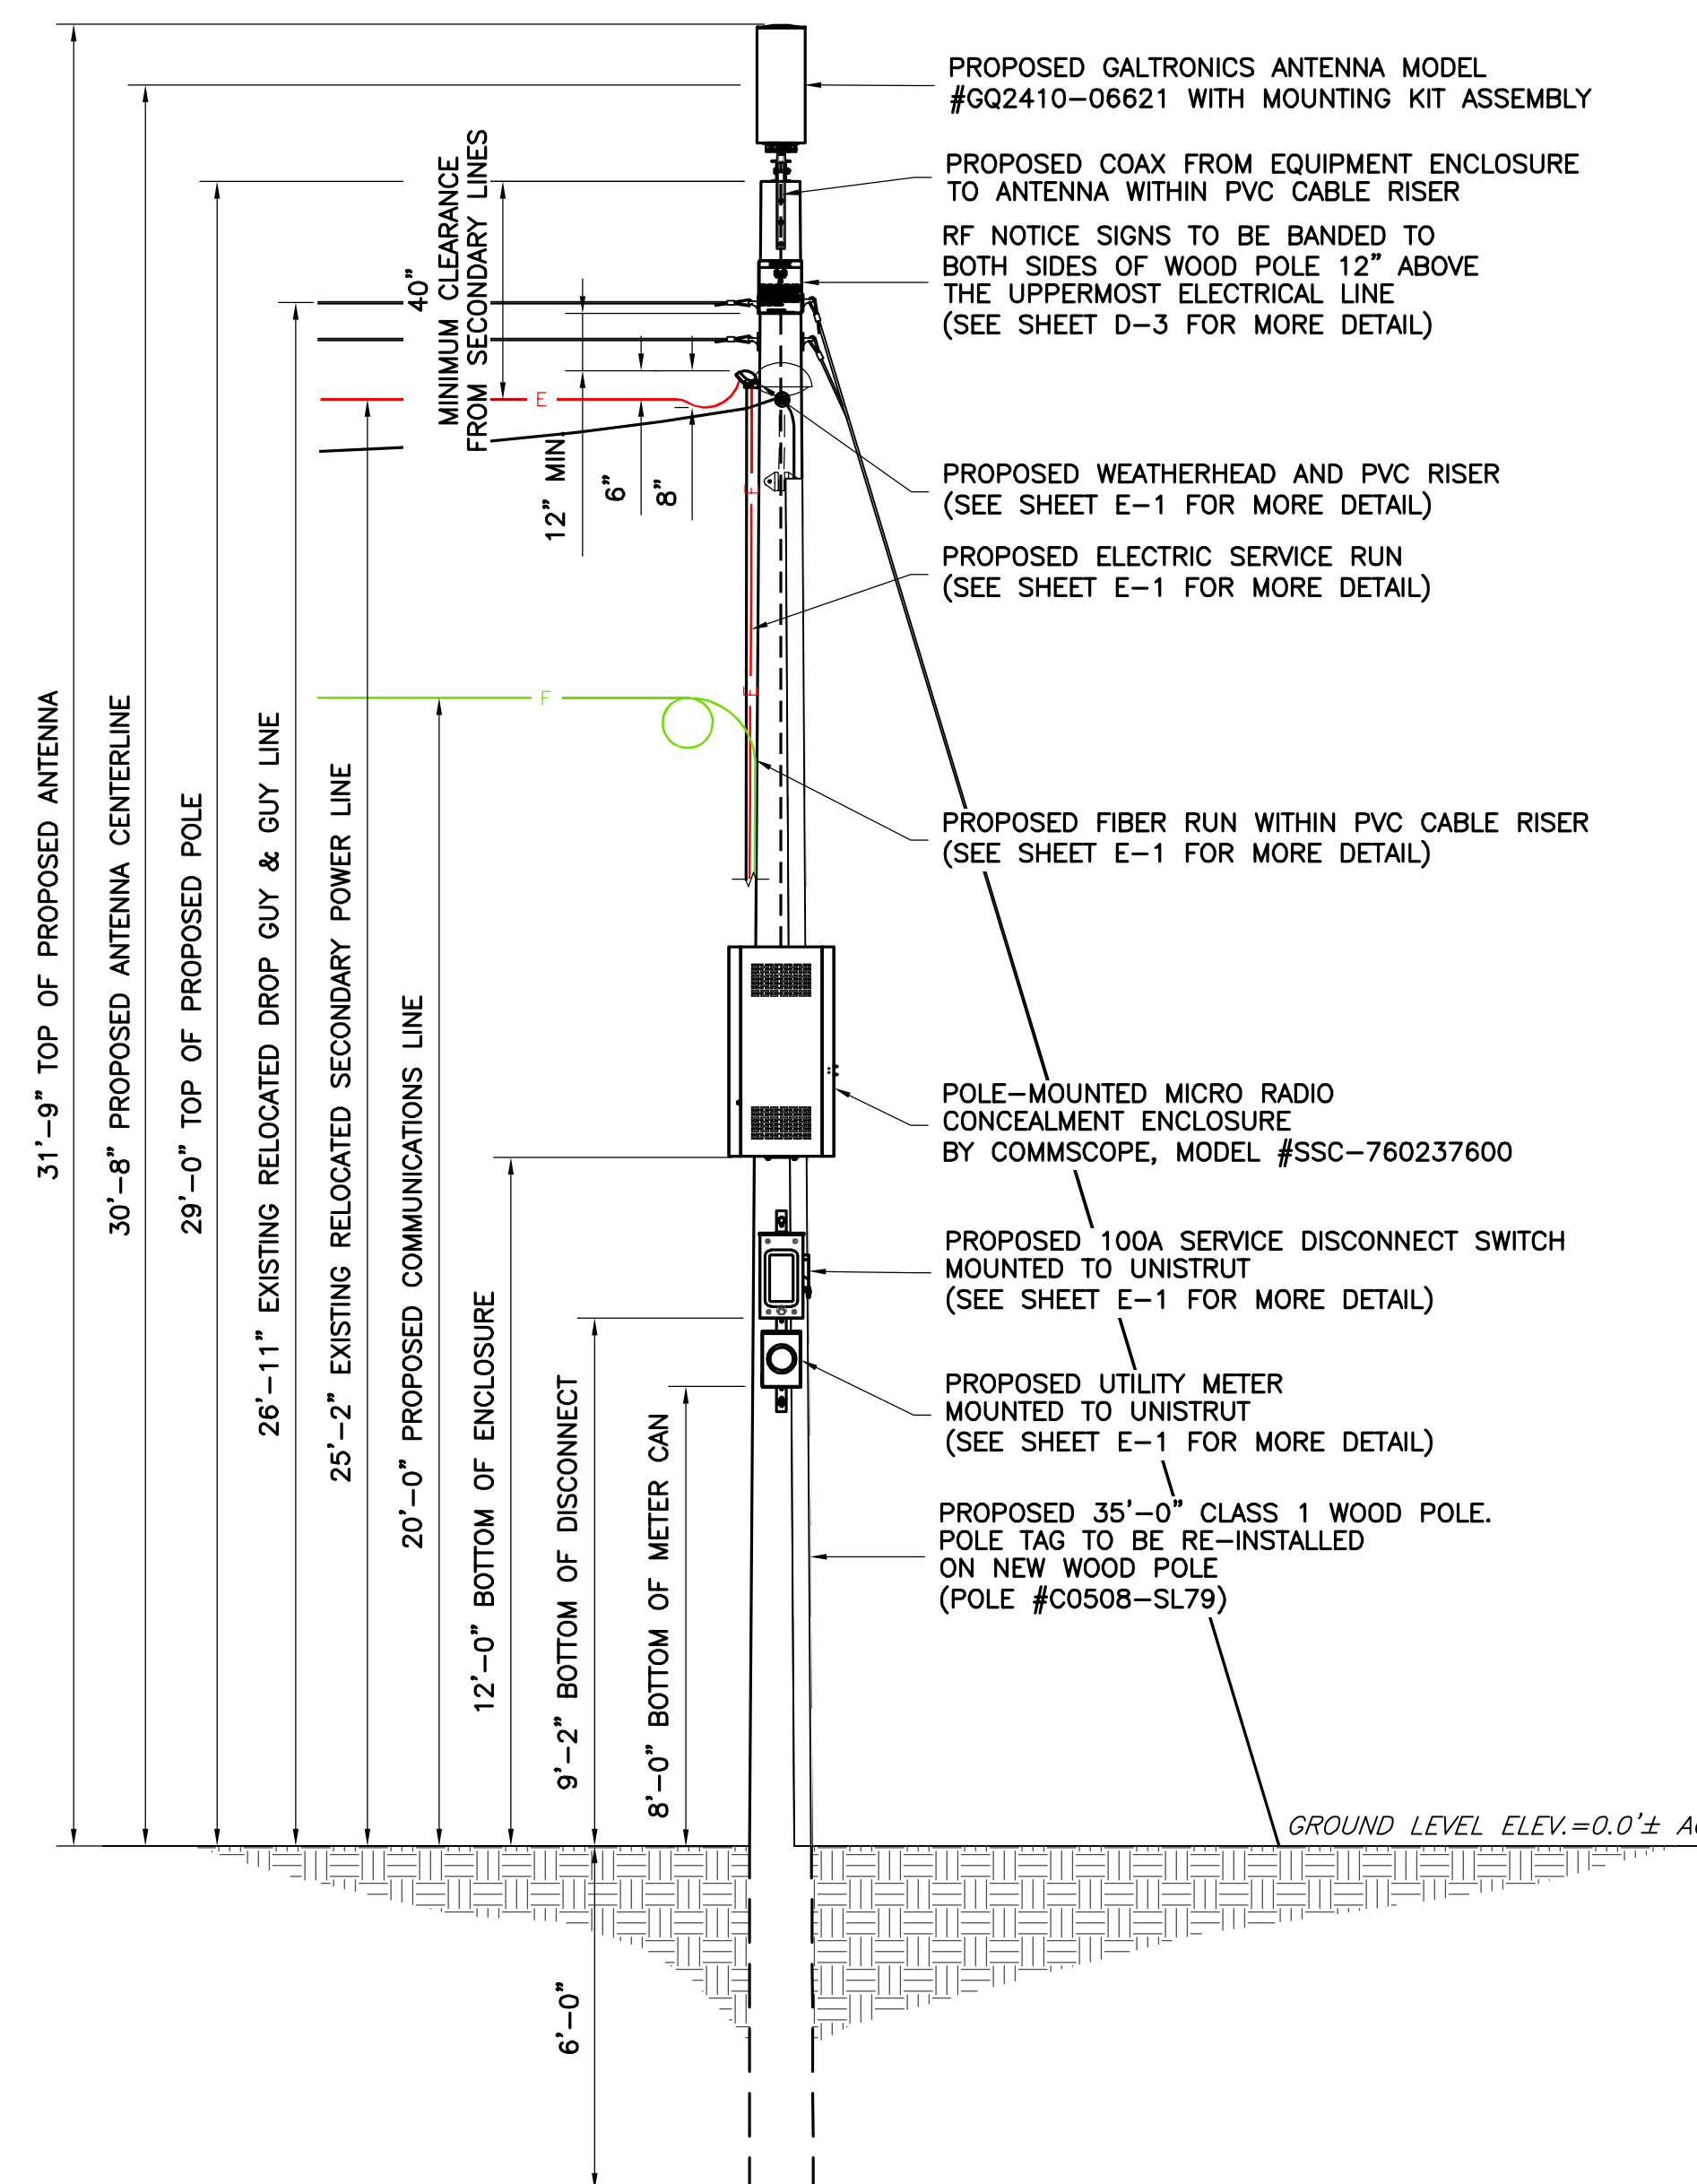 PROPOSED GALTRONICS ANTENNA MODEL
#GQ2410-06621 WITH MOUNTING KIT ASSEMBLY
PROPOSED COAX FROM EQUIPMENT ENCLOSURE
TO ANTENNA WITHIN PVC CABLE RISER
RF NOTICE SIGNS TO BE BANDED TO
BOTH SIDES OF WOOD POLE 12" ABOVE
THE UPPERMOST ELECTRICAL LINE
(SEE SHEET D-3 FOR MORE DETAIL)
40"
MINIMUM CLEARANCE
FROM SECONDARY LINES
E
12" MIN.
6"
8"
E
E
F
PROPOSED WEATHERHEAD AND PVC RISER
(SEE SHEET E-1 FOR MORE DETAIL)
PROPOSED ELECTRIC SERVICE RUN
(SEE SHEET E-1 FOR MORE DETAIL)
PROPOSED FIBER RUN WITHIN PVC CABLE RISER
(SEE SHEET E-1 FOR MORE DETAIL)
31'-9" TOP OF PROPOSED ANTENNA
30'-8" PROPOSED ANTENNA CENTERLINE
29'-0" TOP OF PROPOSED POLE
26'-11" EXISTING RELOCATED DROP GUY & GUY LINE
25'-2" EXISTING RELOCATED SECONDARY POWER LINE
20'-0" PROPOSED COMMUNICATIONS LINE
12'-0" BOTTOM OF ENCLOSURE
9'-2" BOTTOM OF DISCONNECT
8'-0" BOTTOM OF METER CAN
POLE-MOUNTED MICRO RADIO
CONCEALMENT ENCLOSURE
BY COMMSCOPE, MODEL #SSC-760237600
PROPOSED 100A SERVICE DISCONNECT SWITCH
MOUNTED TO UNISTRUT
(SEE SHEET E-1 FOR MORE DETAIL)
PROPOSED UTILITY METER
MOUNTED TO UNISTRUT
(SEE SHEET E-1 FOR MORE DETAIL)
PROPOSED 35'-0" CLASS 1 WOOD POLE.
POLE TAG TO BE RE-INSTALLED
ON NEW WOOD POLE
(POLE #C0508-SL79)
GROUND LEVEL ELEV.=0.0'±
6'-0"